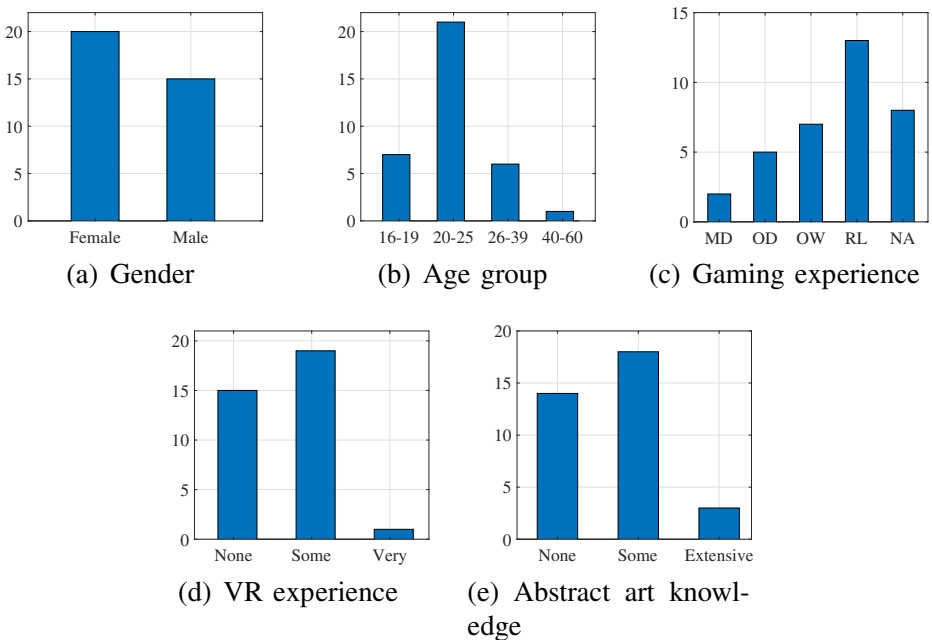 20
15
10
5
0
Female Male
(a) Gender
20
15
10
5
0
16-19 20-25 26-39 40-60
(b) Age group
15
10
5
0
MD OD OW RL NA
(c) Gaming experience
20
15
10
5
0
None Some Very
(d) VR experience
20
15
10
5
0
None Some Extensive
(e) Abstract art knowl-
edge